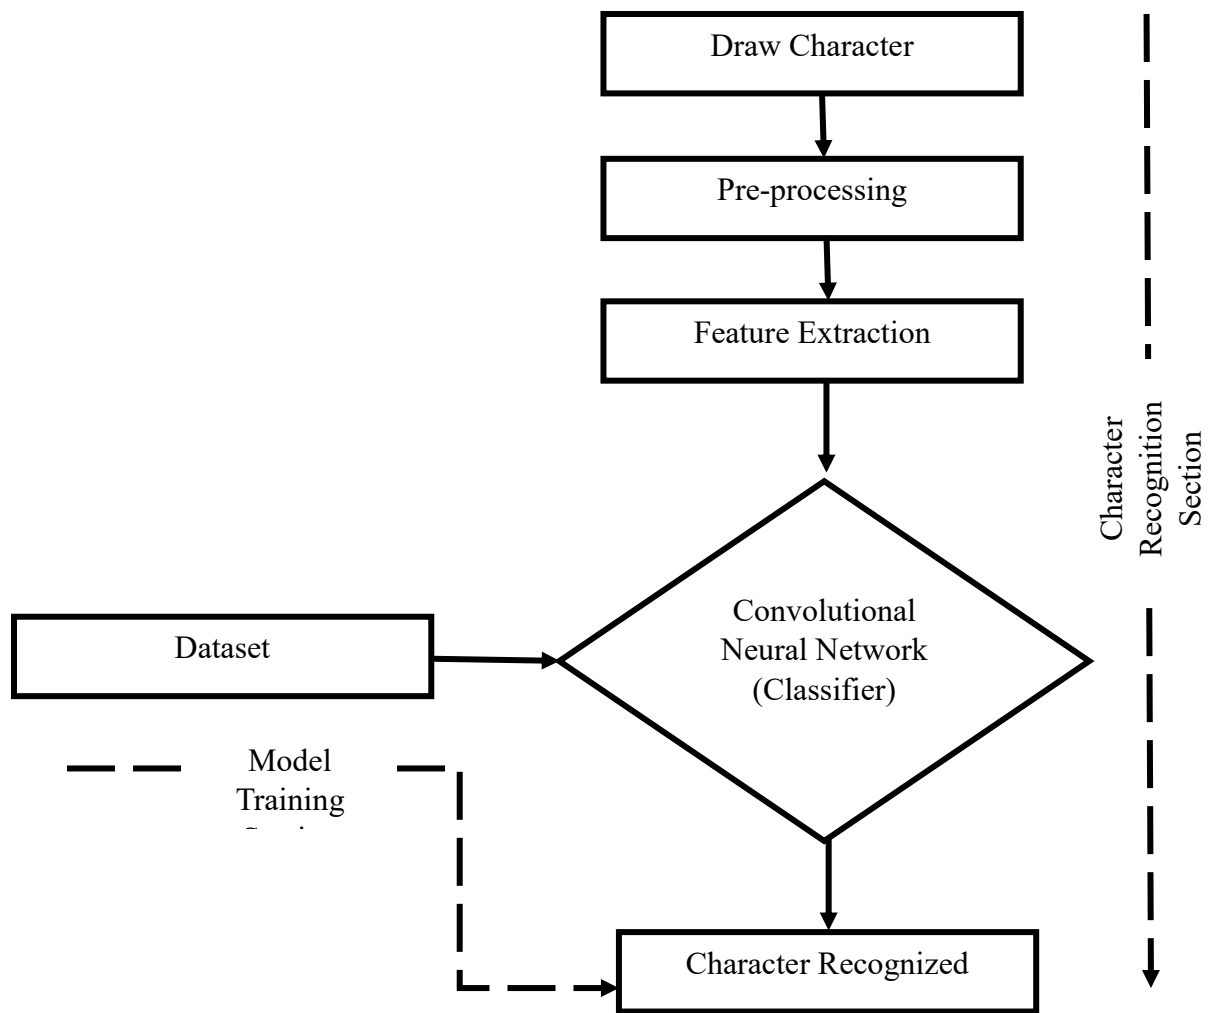 Draw Character
Pre-processing
Feature Extraction
Character
Recognition
Section
Convolutional
Neural Network
(Classifier)
Dataset
Model
Training
Character Recognized